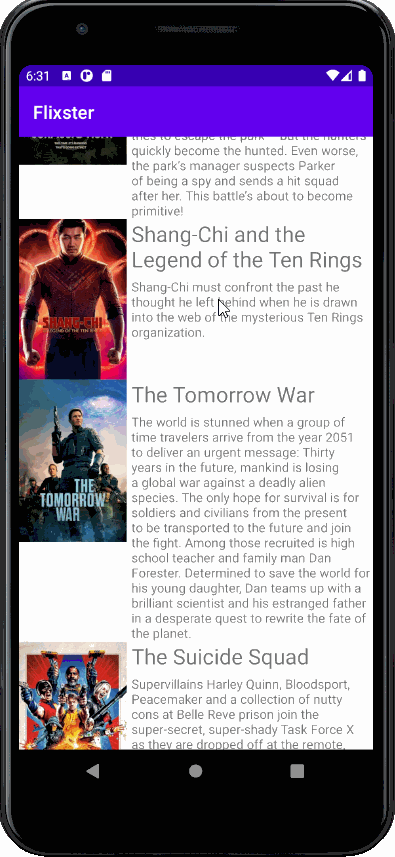 6:31
Flixster
tries to escape the park — but the hunters
quickly become the hunted. Even worse,
the park's manager suspects Parker
of being a spy and sends a hit squad
after her. This battle's about to become
primitive!
Shang-Chi and the
Legend of the Ten Rings
Shang-Chi must confront the past he
thought he left behind when he is drawn
into the web of the mysterious Ten Rings
organization.
SHANG-CHI
The Tomorrow War
The world is stunned when a group of
time travelers arrive from the year 2051
to deliver an urgent message: Thirty
years in the future, mankind is losing
a global war against a deadly alien
species. The only hope for survival is for
soldiers and civilians from the present
to be transported to the future and join
the fight. Among those recruited is high
school teacher and family man Dan
Forester. Determined to save the world for
his young daughter, Dan teams up with a
brilliant scientist and his estranged father
in a desperate quest to rewrite the fate of
the planet.
THE
TOMORROW
WAR
The Suicide Squad
Supervillains Harley Quinn, Bloodsport,
Peacemaker and a collection of nutty
cons at Belle Reve prison join the
super-secret, super-shady Task Force X
as they are dropped off at the remote,